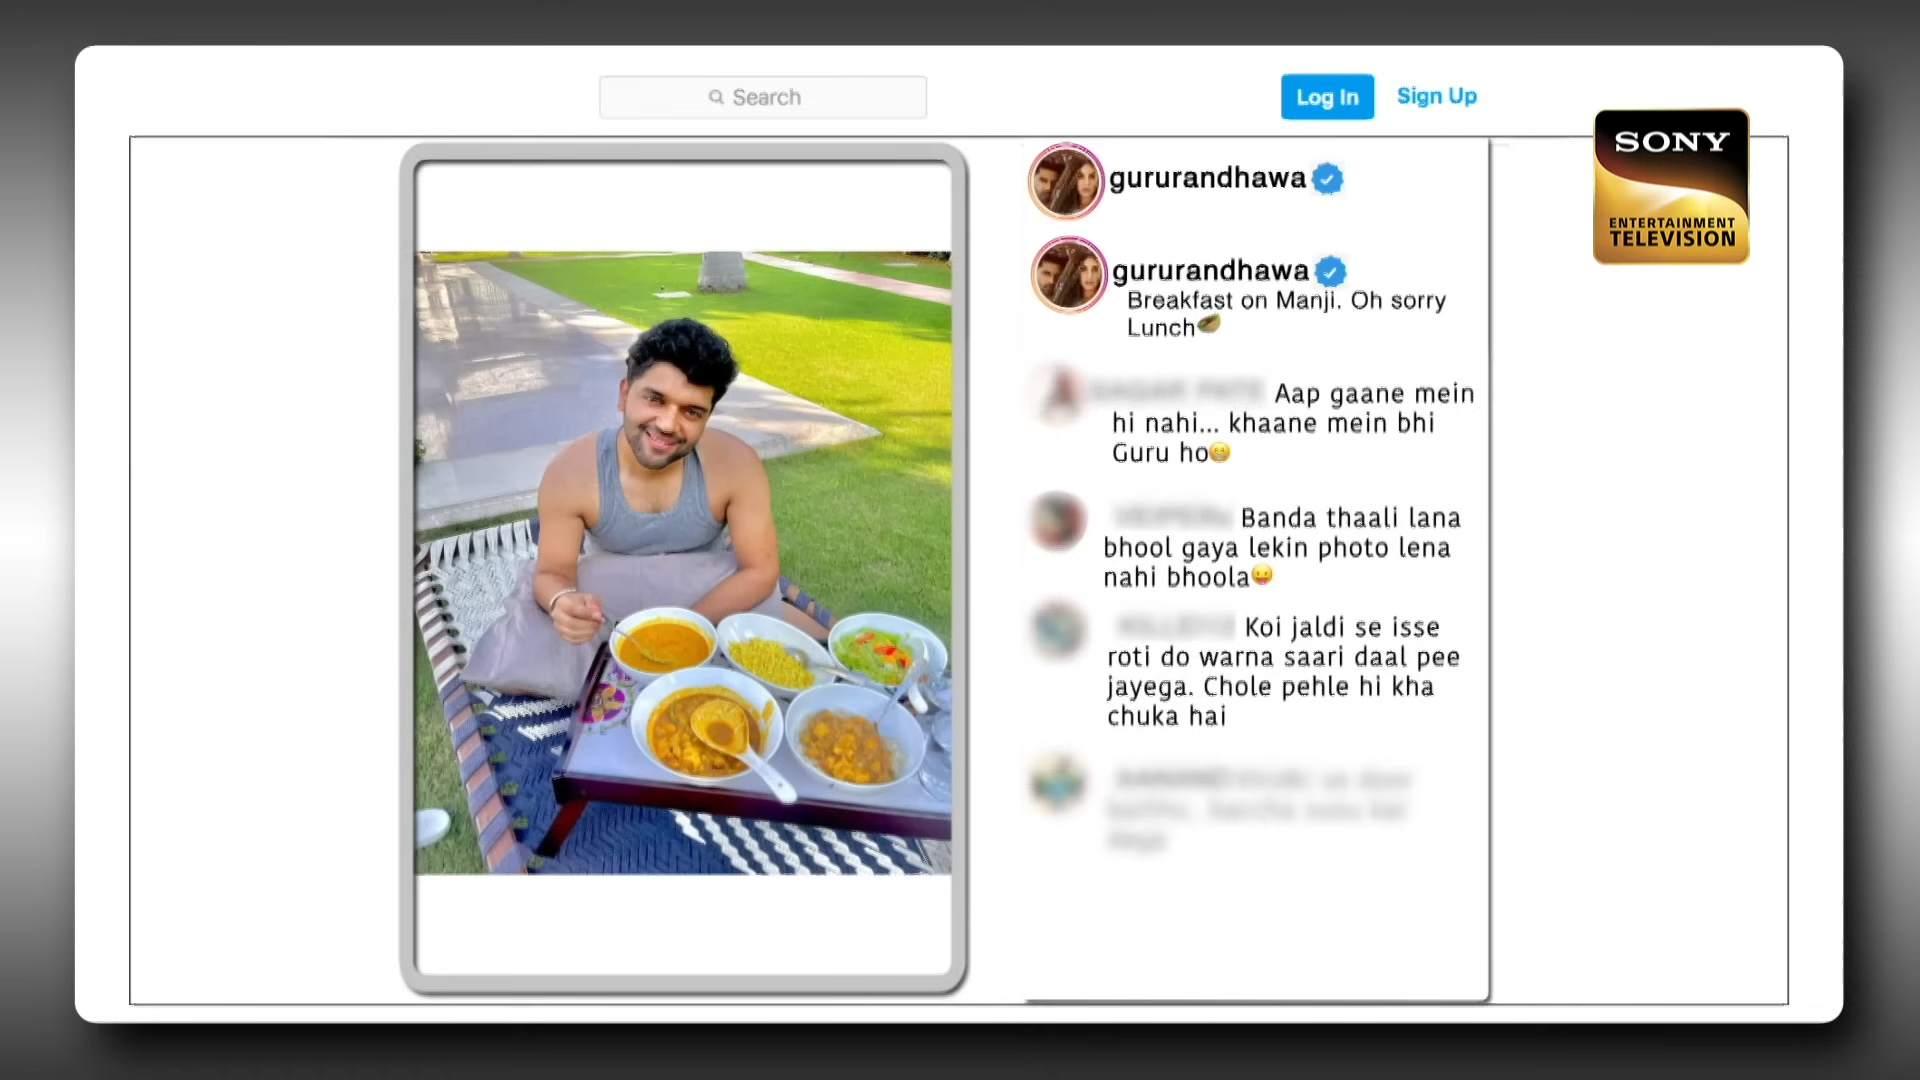 Search
Log In
Sign Up
SONY
ENTERTAINMENT
TELEVISION
gururandhawa
gururandhawa
Breakfast on Manji. Oh sorry
Lunch🥙
Aap gaane mein
hi nahi... khaane mein bhi
Guru ho😁
Banda thaali lana
bhool gaya lekin photo lena
nahi bhoola😛
Koi jaldi se isse
roti do warna saari daal pee
jayega. Chole pehle hi kha
chuka hai